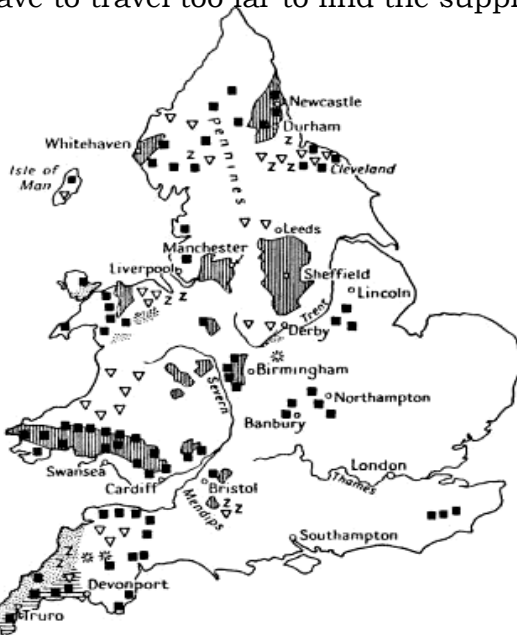 ave to travel too far to find the suppl
Newcastle
Durham
Whitehaven
Pennines
Z
Z
Z Z
Cleveland
Isle of
Man
Leeds
Manchester
Liverpool
Sheffield
Z Z
Trent
Lincoln
Derby
Birmingham
Severn
Northampton
Banbury
Swansea
Cardiff
Bristol
Mendips
Z
Z
London
Thames
Southampton
Z
Z
Devonport
Truro